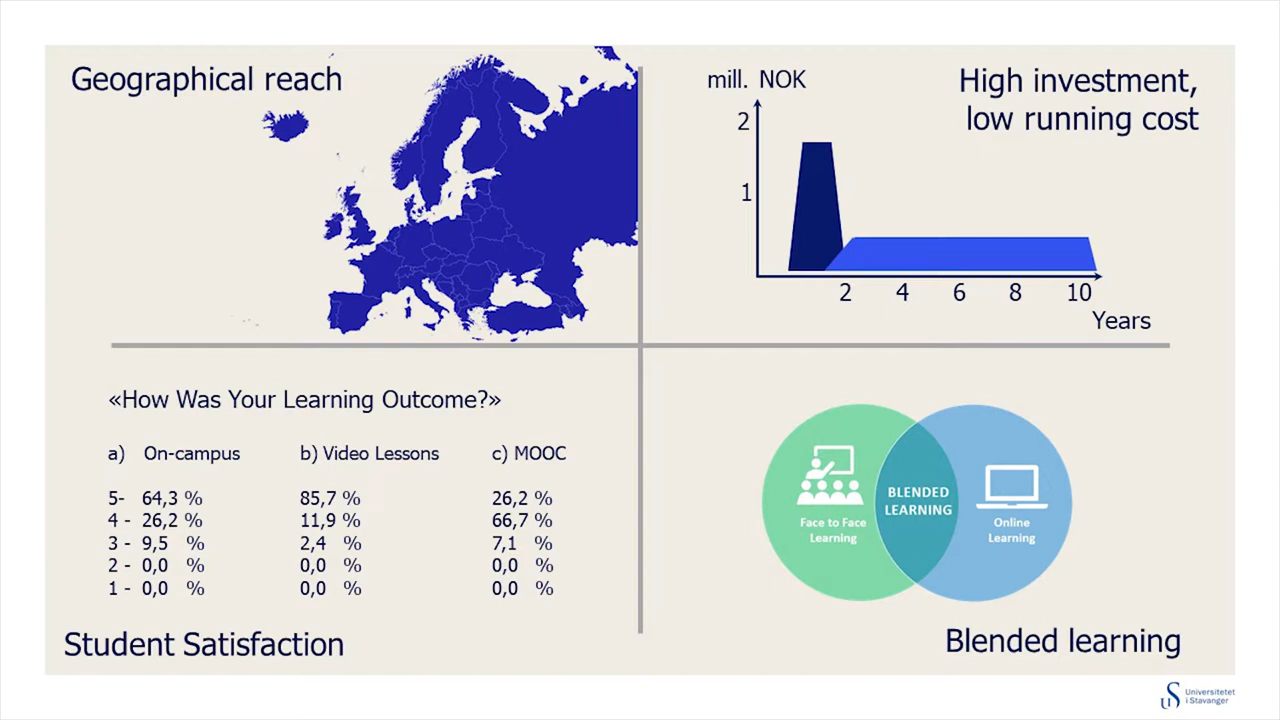 Geographical reach
mill. NOK
High investment,
low running cost
2
1
2 4 6 8 10
Years
«How Was Your Learning Outcome?»
a) On-campus b) Video Lessons c) MOOC
5- 64,3 % 85,7 % 26,2 %
4 - 26,2 % 11,9 % 66,7 %
3 - 9,5 % 2,4 % 7,1 %
2 - 0,0 % 0,0 % 0,0 %
1 - 0,0 % 0,0 % 0,0 %
Student Satisfaction
Face to Face
Learning
BLENDED
LEARNING
Online
Learning
Blended learning
Universitetet
i Stavanger